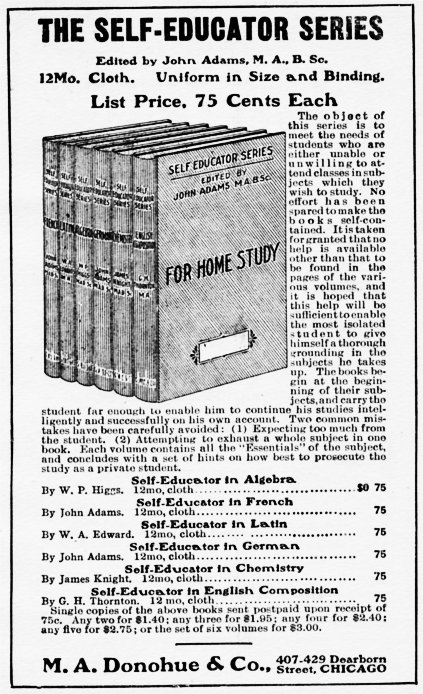 THE SELF-EDUCATOR SERIES
Edited by John Adams, M. A., B. Sc.
12Mo. Cloth. Uniform in Size and Binding.
List Price, 75 Cents Each
The object of
this series is to
meet the needs of
students who are
either unable or
unwilling to at-
tend classes in sub-
jects which they
wish to study. No
effort has been
spared to make the
books self-con-
tained. It is taken
for granted that no
help is available
other than that to
be found in the
pages of the vari-
ous volumes, and
it is hoped that
this help will be
sufficient to enable
the most isolated
student to give
himself a thorough
grounding in the
subjects he takes
up. The books be-
gin at the begin-
ning of their sub-
jects, and carry the
SELF EDUCATOR SERIES
EDITED BY
JOHN ADAMS M.A.B.Sc.
FOR HOME STUDY
student far enough to enable him to continue his studies intel-
ligently and successfully on his own account. Two common mis-
takes have been carefully avoided: (1) Expecting too much from
the student. (2) Attempting to exhaust a whole subject in one
book. Each volume contains all the "Essentials" of the subject,
and concludes with a set of hints on how best to prosecute the
study as a private student.
Self-Educator in Algebra
By W. P. Higgs. 12mo, cloth $0 75
Self-Educator in French
By John Adams. 12mo, cloth 75
Self-Educator in Latin
By W. A. Edward. 12mo, cloth 75
Self-Educator in German
By John Adams. 12mo, cloth 75
Self-Educator in Chemistry
By James Knight. 12mo, cloth 75
Self-Educator in English Composition
By G. H. Thornton. 12 mo, cloth 75
Single copies of the above books sent postpaid upon receipt of
75c. Any two for $1.40; any three for $1.95; any four for $2.40;
any five for $2.75; or the set of six volumes for $3.00.
M. A. Donohue & Co., 407-429 Dearborn
Street, CHICAGO